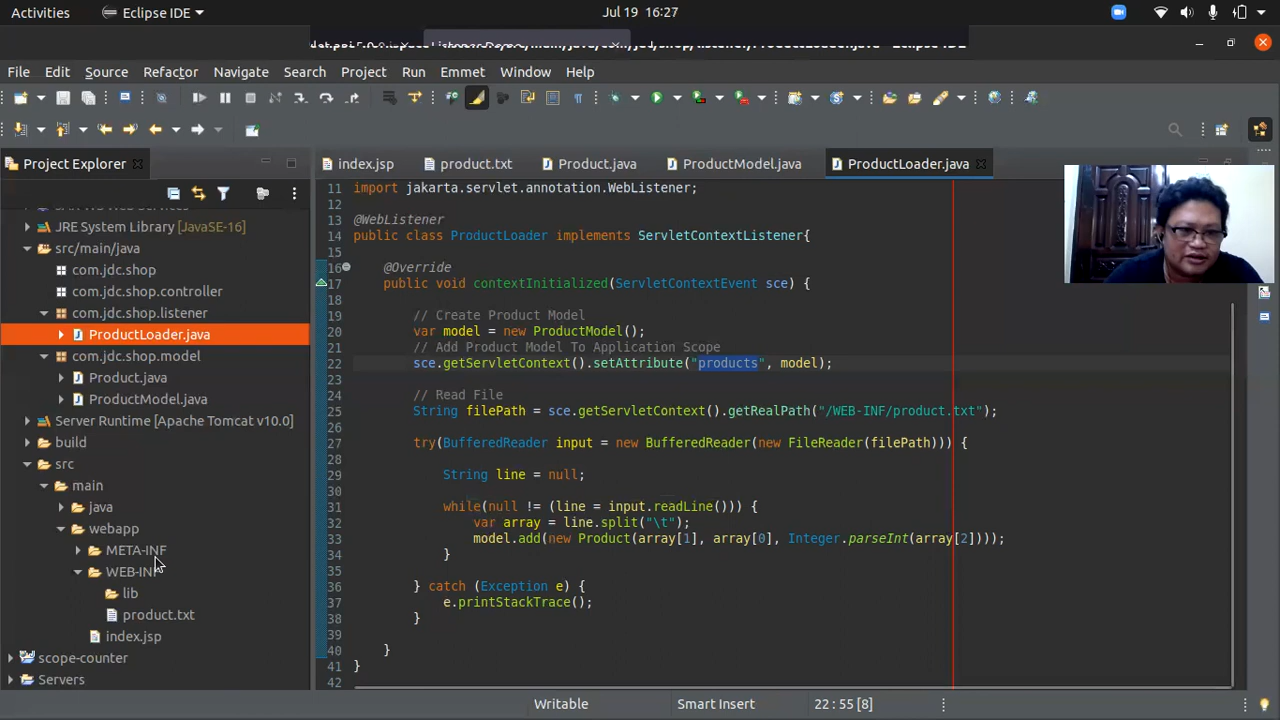 Activities
Eclipse IDE
Jul 19 16:27
File Edit Source Refactor Navigate Search Project Run Emmet Window Help
Project Explorer
index.jsp
product.txt
Product.java
ProductModel.java
ProductLoader.java
JRE System Library [JavaSE-16]
src/main/java
com.jdc.shop
com.jdc.shop.controller
com.jdc.shop.listener
ProductLoader.java
com.jdc.shop.model
Product.java
ProductModel.java
Server Runtime [Apache Tomcat v10.0]
build
src
main
java
webapp
META-INF
WEB-INF
lib
product.txt
index.jsp
scope-counter
Servers
11 import jakarta.servlet.annotation.WebListener;
12
13 @WebListener
14 public class ProductLoader implements ServletContextListener{
15
16 @Override
17 public void contextInitialized(ServletContextEvent sce) {
18
19 // Create Product Model
20 var model = new ProductModel();
21 // Add Product Model To Application Scope
22 sce.getServletContext().setAttribute("products", model);
23
24 // Read File
25 String filePath = sce.getServletContext().getRealPath("/WEB-INF/product.txt");
26
27 try(BufferedReader input = new BufferedReader(new FileReader(filePath))) {
28
29 String line = null;
30
31 while(null != (line = input.readLine())) {
32 var array = line.split("\t");
33 model.add(new Product(array[1], array[0], Integer.parseInt(array[2])));
34 }
35
36 } catch (Exception e) {
37 e.printStackTrace();
38 }
39
40 }
41 }
42
Writable
Smart Insert
22 : 55 [8]